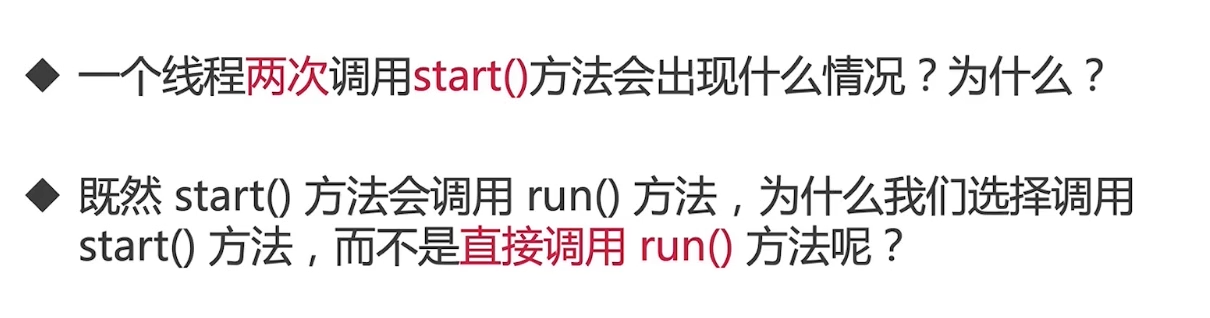 ◆ 一个线程两次调用start()方法会出现什么情况？为什么？
◆ 既然 start() 方法会调用 run() 方法，为什么我们选择调用
start() 方法，而不是直接调用 run() 方法呢？